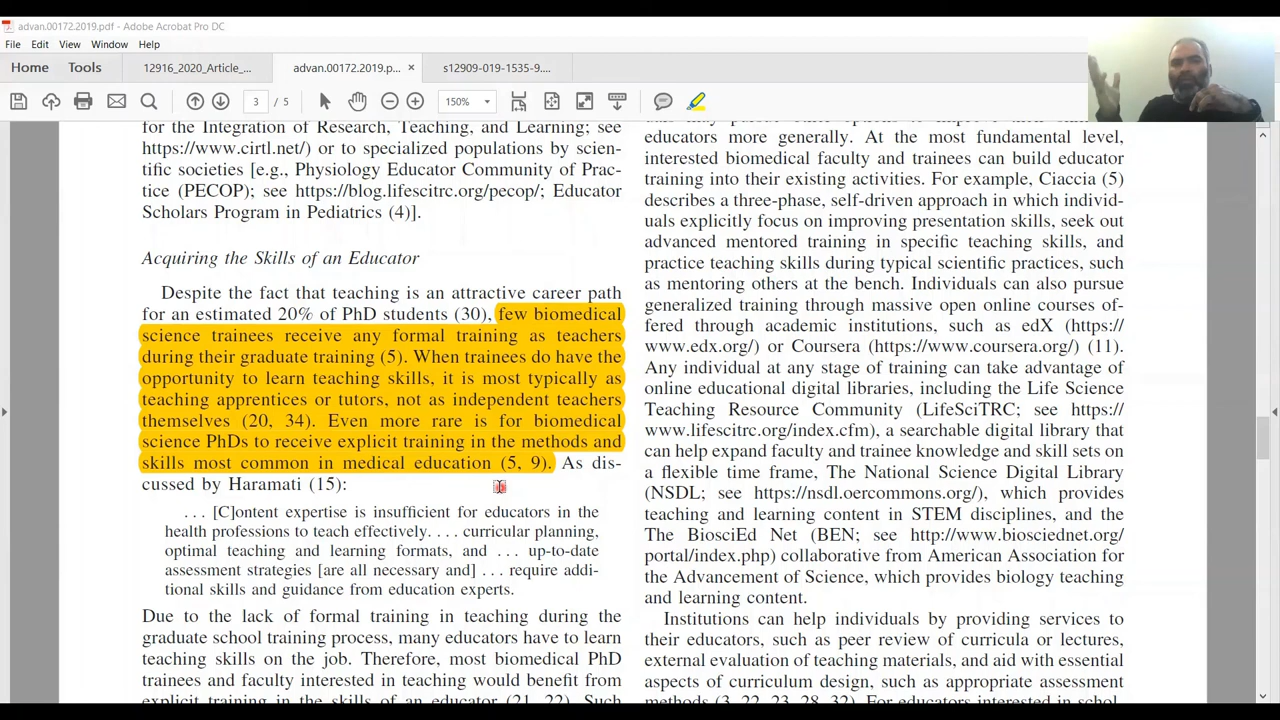 advan.00172.2019.pdf - Adobe Acrobat Pro DC
File Edit View Window Help
Home Tools 12916_2020_Article_... advan.00172.2019.p... × s12909-019-1535-9....
3 / 5 150%
for the Integration of Research, Teaching, and Learning; see
https://www.cirtl.net/) or to specialized populations by scien-
tific societies [e.g., Physiology Educator Community of Prac-
tice (PECOP); see https://blog.lifescitrc.org/pecop/; Educator
Scholars Program in Pediatrics (4)].
Acquiring the Skills of an Educator
Despite the fact that teaching is an attractive career path
for an estimated 20% of PhD students (30), few biomedical
science trainees receive any formal training as teachers
during their graduate training (5). When trainees do have the
opportunity to learn teaching skills, it is most typically as
teaching apprentices or tutors, not as independent teachers
themselves (20, 34). Even more rare is for biomedical
science PhDs to receive explicit training in the methods and
skills most common in medical education (5, 9). As dis-
cussed by Haramati (15):
. . . [C]ontent expertise is insufficient for educators in the
health professions to teach effectively. . . . curricular planning,
optimal teaching and learning formats, and . . . up-to-date
assessment strategies [are all necessary and] . . . require addi-
tional skills and guidance from education experts.
Due to the lack of formal training in teaching during the
graduate school training process, many educators have to learn
teaching skills on the job. Therefore, most biomedical PhD
trainees and faculty interested in teaching would benefit from
explicit training in the skills of an educator (21, 22). Such
educators more generally. At the most fundamental level,
interested biomedical faculty and trainees can build educator
training into their existing activities. For example, Ciaccia (5)
describes a three-phase, self-driven approach in which individ-
uals explicitly focus on improving presentation skills, seek out
advanced mentored training in specific teaching skills, and
practice teaching skills during typical scientific practices, such
as mentoring others at the bench. Individuals can also pursue
generalized training through massive open online courses of-
fered through academic institutions, such as edX (https://
www.edx.org/) or Coursera (https://www.coursera.org/) (11).
Any individual at any stage of training can take advantage of
online educational digital libraries, including the Life Science
Teaching Resource Community (LifeSciTRC; see https://
www.lifescitrc.org/index.cfm), a searchable digital library that
can help expand faculty and trainee knowledge and skill sets on
a flexible time frame, The National Science Digital Library
(NSDL; see https://nsdl.oercommons.org/), which provides
teaching and learning content in STEM disciplines, and the
The BiosciEd Net (BEN; see http://www.biosciednet.org/
portal/index.php) collaborative from American Association for
the Advancement of Science, which provides biology teaching
and learning content.
Institutions can help individuals by providing services to
their educators, such as peer review of curricula or lectures,
external evaluation of teaching materials, and aid with essential
aspects of curriculum design, such as appropriate assessment
methods (3, 22, 23, 28, 32). For educators interested in schol-